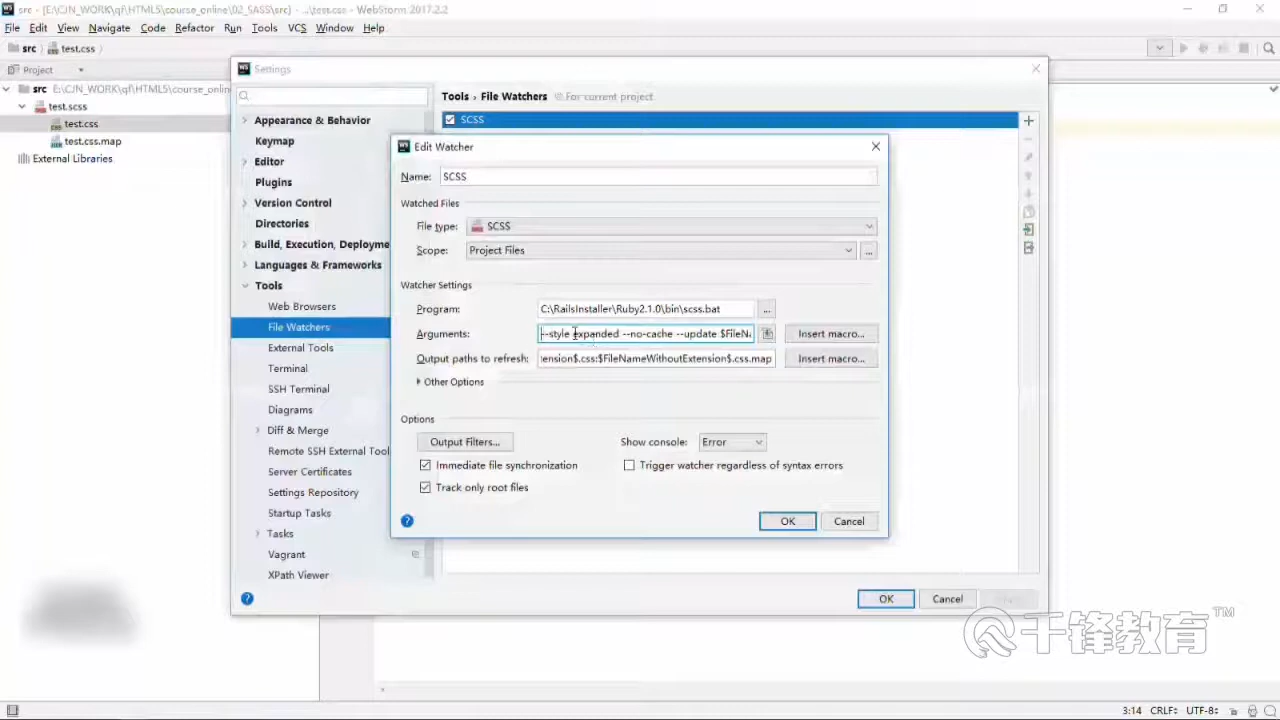 src - [E:\CJN_WORK\qf\HTML5\course_online\02_SASS\src] - ...\test.css - WebStorm 2017.2.2
File Edit View Navigate Code Refactor Run Tools VCS Window Help
src test.css
Project
src E:\CJN_WORK\qf\HTML5\course_onlin
test.scss
test.css
test.css.map
External Libraries
Settings
Appearance & Behavior
Keymap
Editor
Plugins
Version Control
Directories
Build, Execution, Deployme
Languages & Frameworks
Tools
Web Browsers
File Watchers
External Tools
Terminal
SSH Terminal
Diagrams
Diff & Merge
Remote SSH External Tool
Server Certificates
Settings Repository
Startup Tasks
Tasks
Vagrant
XPath Viewer
Tools › File Watchers For current project
SCSS
Edit Watcher
Name: SCSS
Watched Files
File type: SCSS
Scope: Project Files ...
Watcher Settings
Program: C:\RailsInstaller\Ruby2.1.0\bin\scss.bat ...
Arguments: --style expanded --no-cache --update $FileNa Insert macro...
Output paths to refresh: ension$.css:$FileNameWithoutExtension$.css.map Insert macro...
Other Options
Options
Output Filters... Show console: Error
Immediate file synchronization Trigger watcher regardless of syntax errors
Track only root files
? OK Cancel
? OK Cancel
千锋教育™
3:14 CRLF÷ UTF-8÷